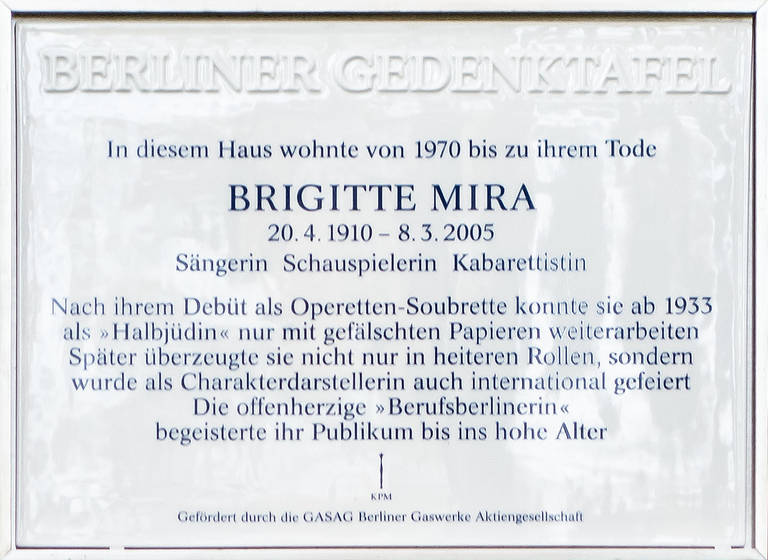 BERLINER GEDENKTAFEL
In diesem Haus wohnte von 1970 bis zu ihrem Tode
BRIGITTE MIRA
20. 4. 1910 – 8. 3. 2005
Sängerin Schauspielerin Kabarettistin
Nach ihrem Debüt als Operetten-Soubrette konnte sie ab 1933
als »Halbjüdin« nur mit gefälschten Papieren weiterarbeiten
Später überzeugte sie nicht nur in heiteren Rollen, sondern
wurde als Charakterdarstellerin auch international gefeiert
Die offenherzige »Berufsberlinerin«
begeisterte ihr Publikum bis ins hohe Alter
KPM
Gefördert durch die GASAG Berliner Gaswerke Aktiengesellschaft